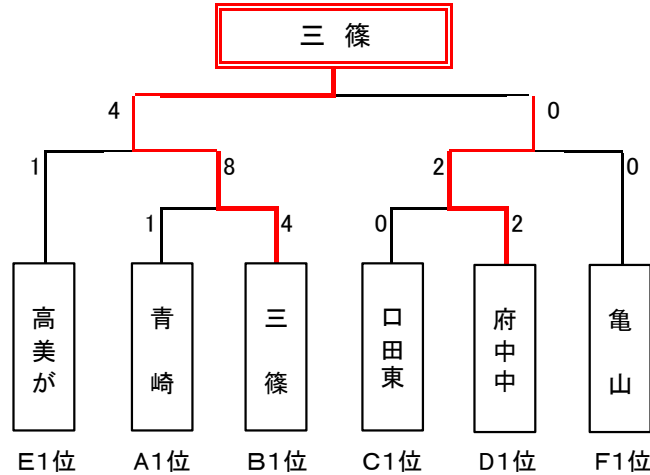 三篠
4 0
1 8 2 0
1 4 0 2
高美が 青崎 三篠 口田東 府中中 亀山
E1位 A1位 B1位 C1位 D1位 F1位